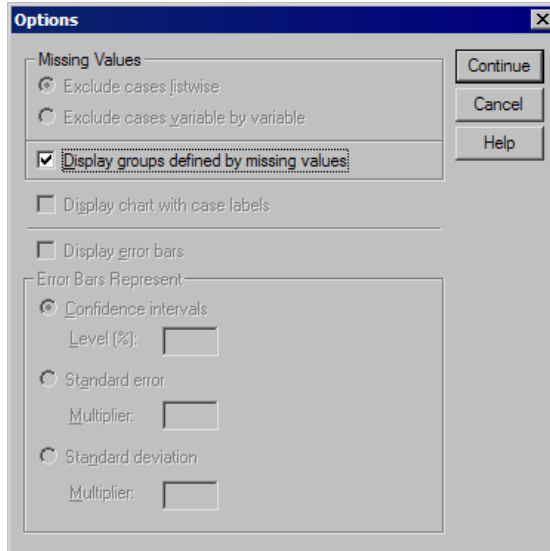 Options
Missing Values
Exclude cases listwise
Exclude cases variable by variable
Display groups defined by missing values
Display chart with case labels
Display error bars
Error Bars Represent
Confidence intervals
Level (%):
Standard error
Multiplier:
Standard deviation
Multiplier:
Continue
Cancel
Help